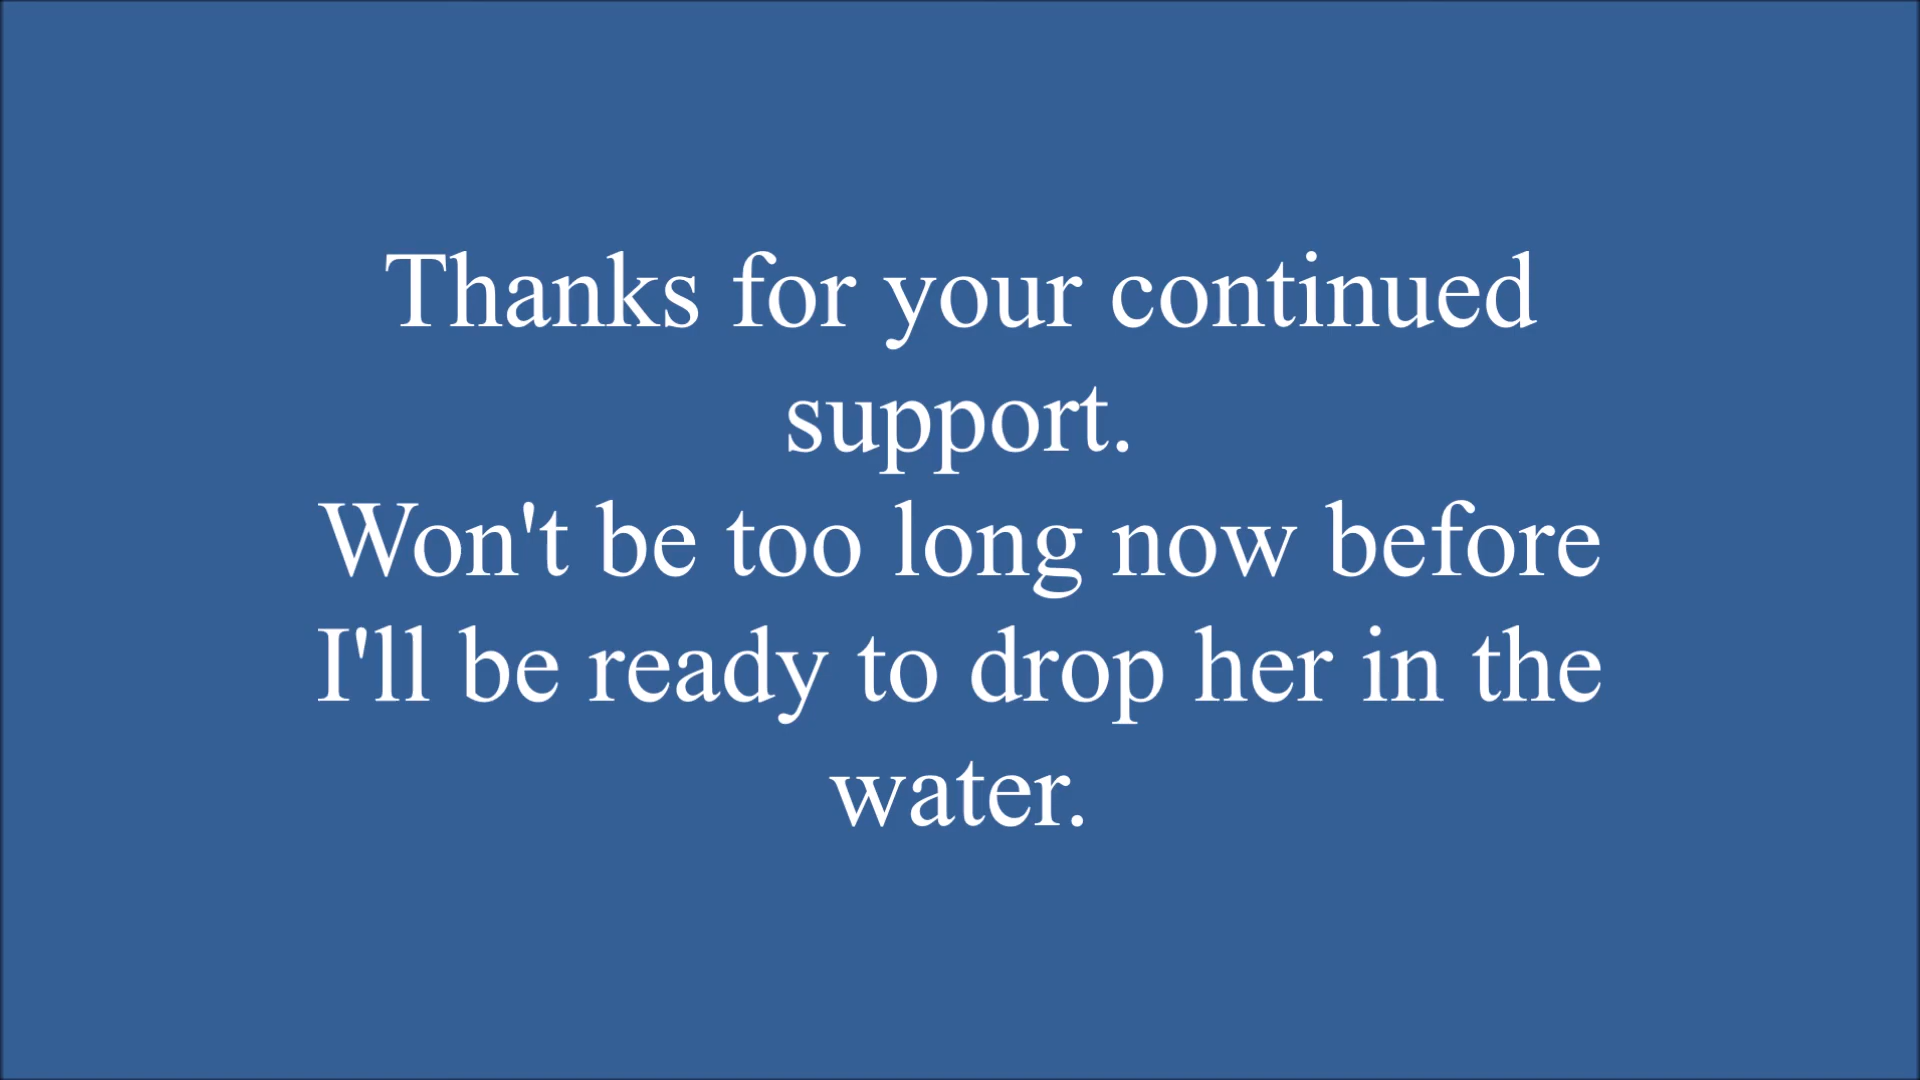 Thanks for your continued
support.
Won't be too long now before
I'll be ready to drop her in the
water.